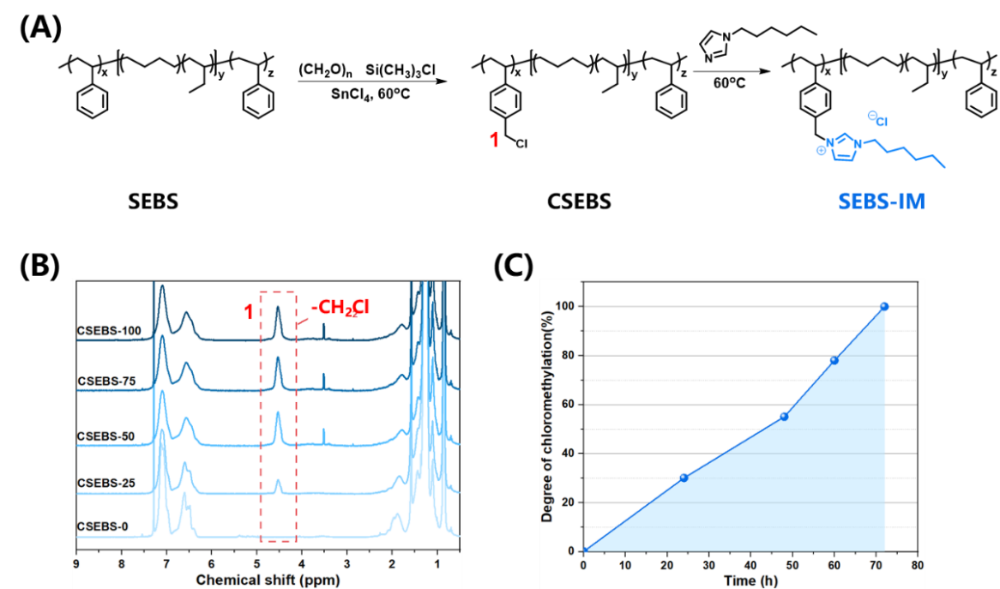 (A)
(CH₂O)ₙ Si(CH₃)₃Cl
SnCl₄, 60°C
60°C
x
y
z
x
y
z
x
y
z
N
N
1
Cl
⊖Cl
N
N
⊕
SEBS
CSEBS
SEBS-IM
(B)
1
-CH₂₂Cl
CSEBS-100
CSEBS-75
CSEBS-50
CSEBS-25
CSEBS-0
9 8 7 6 5 4 3 2 1
Chemical shift (ppm)
(C)
Degree of chloromethylation(%)
100
80
60
40
20
0
0 10 20 30 40 50 60 70 80
Time (h)